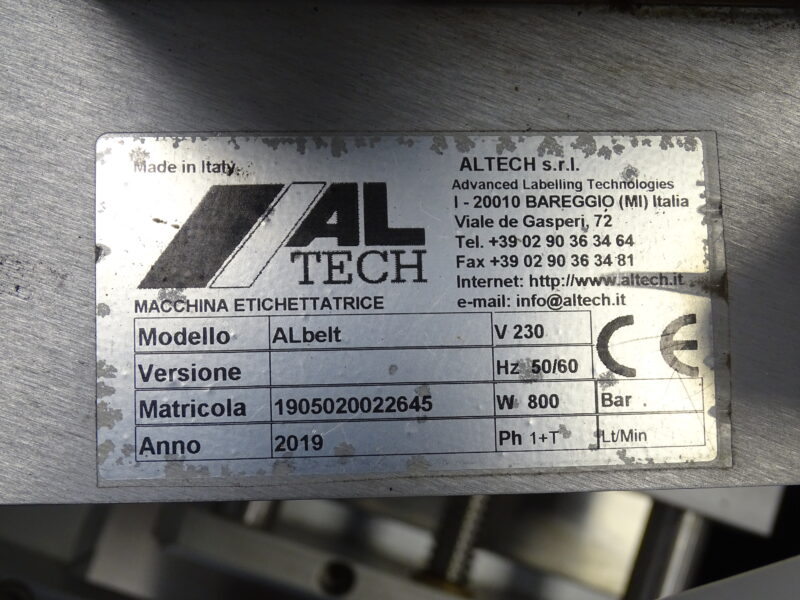 Made in Italy
AL
TECH
ALTECH s.r.l.
Advanced Labelling Technologies
I - 20010 BAREGGIO (MI) Italia
Viale de Gasperi, 72
Tel. +39 02 90 36 34 64
Fax +39 02 90 36 34 81
Internet: http://www.altech.it
e-mail: info@altech.it
MACCHINA ETICHETTATRICE
Modello ALbelt V 230
Versione Hz 50/60
Matricola 1905020022645 W 800 Bar
Anno 2019 Ph 1+T Lt/Min
CE